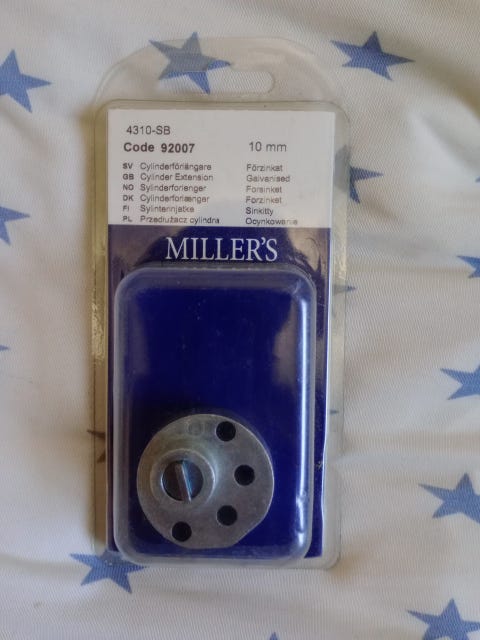 4310-SB
Code 92007 10 mm
SV Cylinderförlängare Förzinkat
GB Cylinder Extension Galvanised
NO Sylinderforlenger Forsinket
DK Cylinderforlænger Forzinket
FI Sylinterinjatke Sinkitty
PL Przedłużacz cylindra Ocynkowanie
MILLER'S